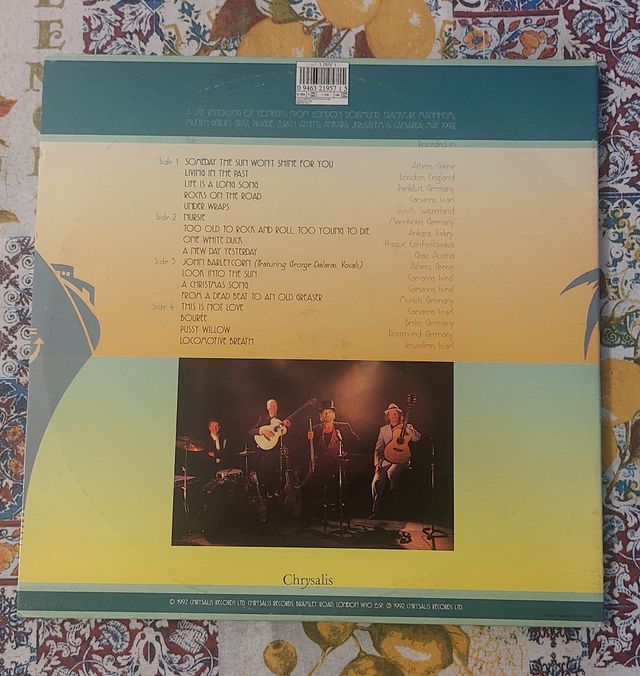 0 9463 21957 1 5
A LIVE RECORDING OF CONCERTS FROM LONDON, DORTMUND, FRANKFURT, MANNHEIM,
MUNICH, BERLIN, GRAZ, PRAGUE, ZURICH, ATHENS, ANKARA, JERUSALEM & CAESAREA, MAY 1992
Title Recorded in
Side 1 SOMEDAY THE SUN WON'T SHINE FOR YOU Athens, Greece
LIVING IN THE PAST London, England
LIFE IS A LONG SONG Frankfurt, Germany
ROCKS ON THE ROAD Caesarea, Israel
UNDER WRAPS Zurich, Switzerland
Side 2 NURSIE Mannheim, Germany
TOO OLD TO ROCK AND ROLL, TOO YOUNG TO DIE Ankara, Turkey
ONE WHITE DUCK Prague, Czechoslovakia
A NEW DAY YESTERDAY Graz, Austria
Side 3 JOHN BARLEYCORN (featuring George Dalaras, Vocals) Athens, Greece
LOOK INTO THE SUN Caesarea, Israel
A CHRISTMAS SONG Caesarea, Israel
FROM A DEAD BEAT TO AN OLD GREASER Munich, Germany
Side 4 THIS IS NOT LOVE Caesarea, Israel
BOURÉE Berlin, Germany
PUSSY WILLOW Dortmund, Germany
LOCOMOTIVE BREATH Jerusalem, Israel
Chrysalis
© 1992 CHRYSALIS RECORDS LTD. CHRYSALIS RECORDS, BRAMLEY ROAD, LONDON W10 6SP. ℗ 1992 CHRYSALIS RECORDS LTD.